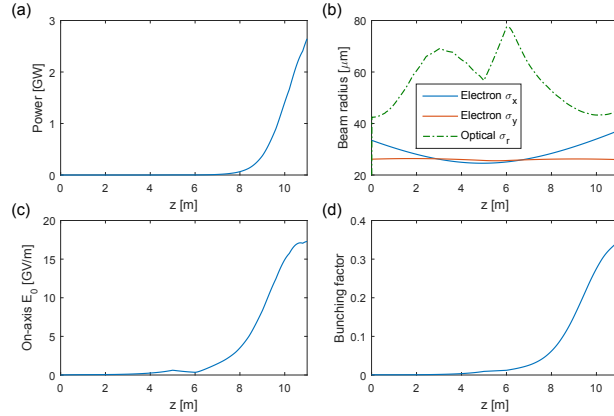 (a)
3
2
1
0
Power [GW]
0 2 4 6 8 10
z [m]
(b)
80
60
40
20
Beam radius [μm]
Electron σx
Electron σy
Optical σr
0 2 4 6 8 10
z [m]
(c)
20
15
10
5
0
On-axis E0 [GV/m]
0 2 4 6 8 10
z [m]
(d)
0.4
0.3
0.2
0.1
0
Bunching factor
0 2 4 6 8 10
z [m]